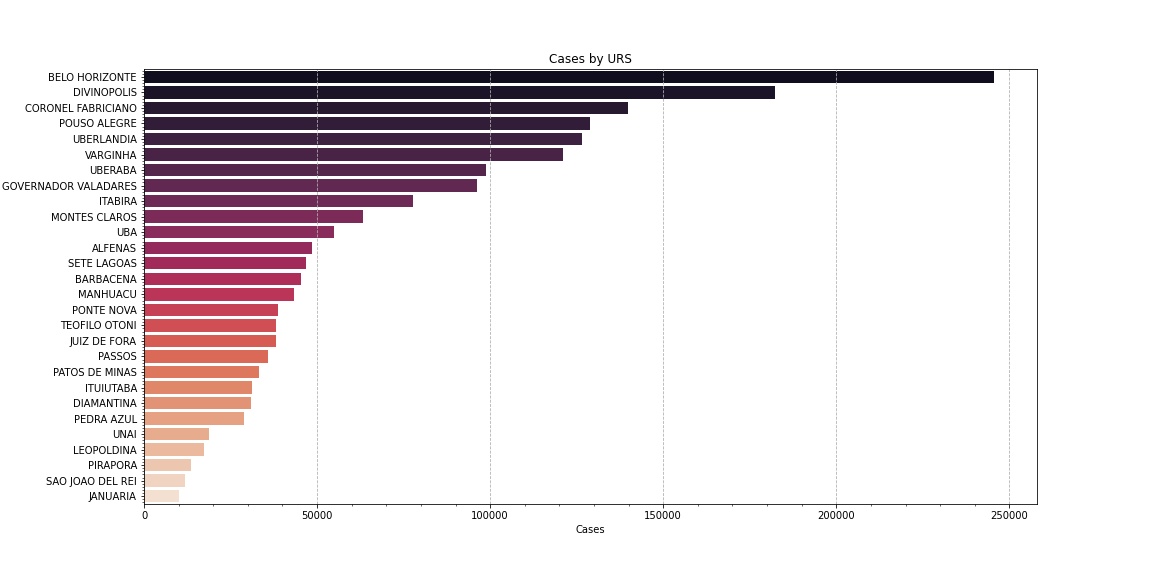 Cases by URS
BELO HORIZONTE
DIVINOPOLIS
CORONEL FABRICIANO
POUSO ALEGRE
UBERLANDIA
VARGINHA
UBERABA
GOVERNADOR VALADARES
ITABIRA
MONTES CLAROS
UBA
ALFENAS
SETE LAGOAS
BARBACENA
MANHUACU
PONTE NOVA
TEOFILO OTONI
JUIZ DE FORA
PASSOS
PATOS DE MINAS
ITUIUTABA
DIAMANTINA
PEDRA AZUL
UNAI
LEOPOLDINA
PIRAPORA
SAO JOAO DEL REI
JANUARIA
0 50000 100000 150000 200000 250000
Cases